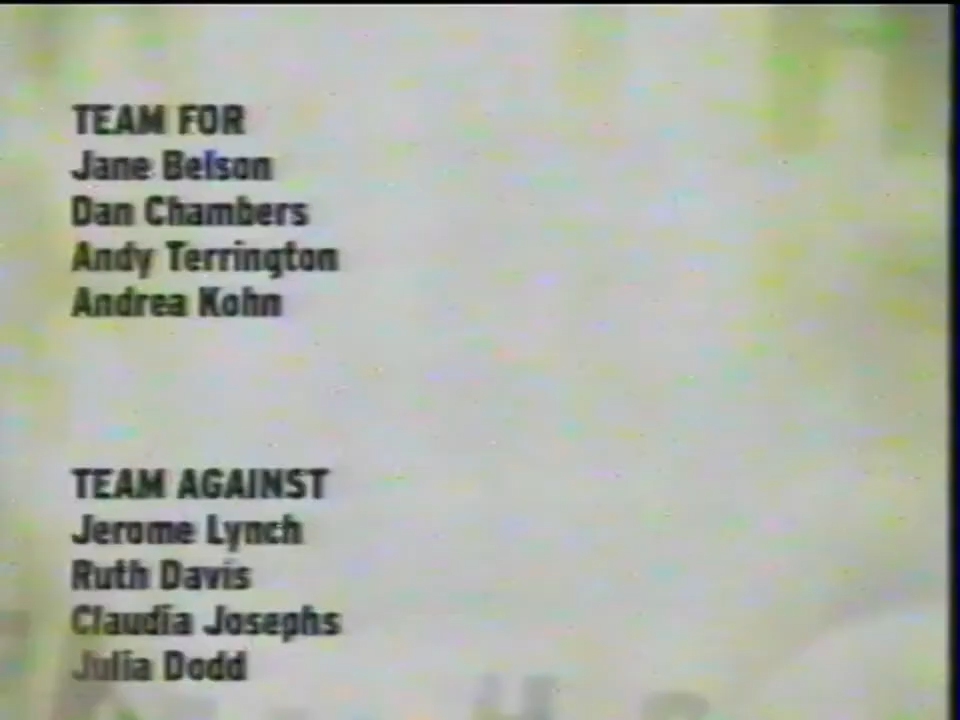 TEAM FOR
Jane Belson
Dan Chambers
Andy Terrington
Andrea Kohn
TEAM AGAINST
Jerome Lynch
Ruth Davis
Claudia Josephs
Julia Dodd